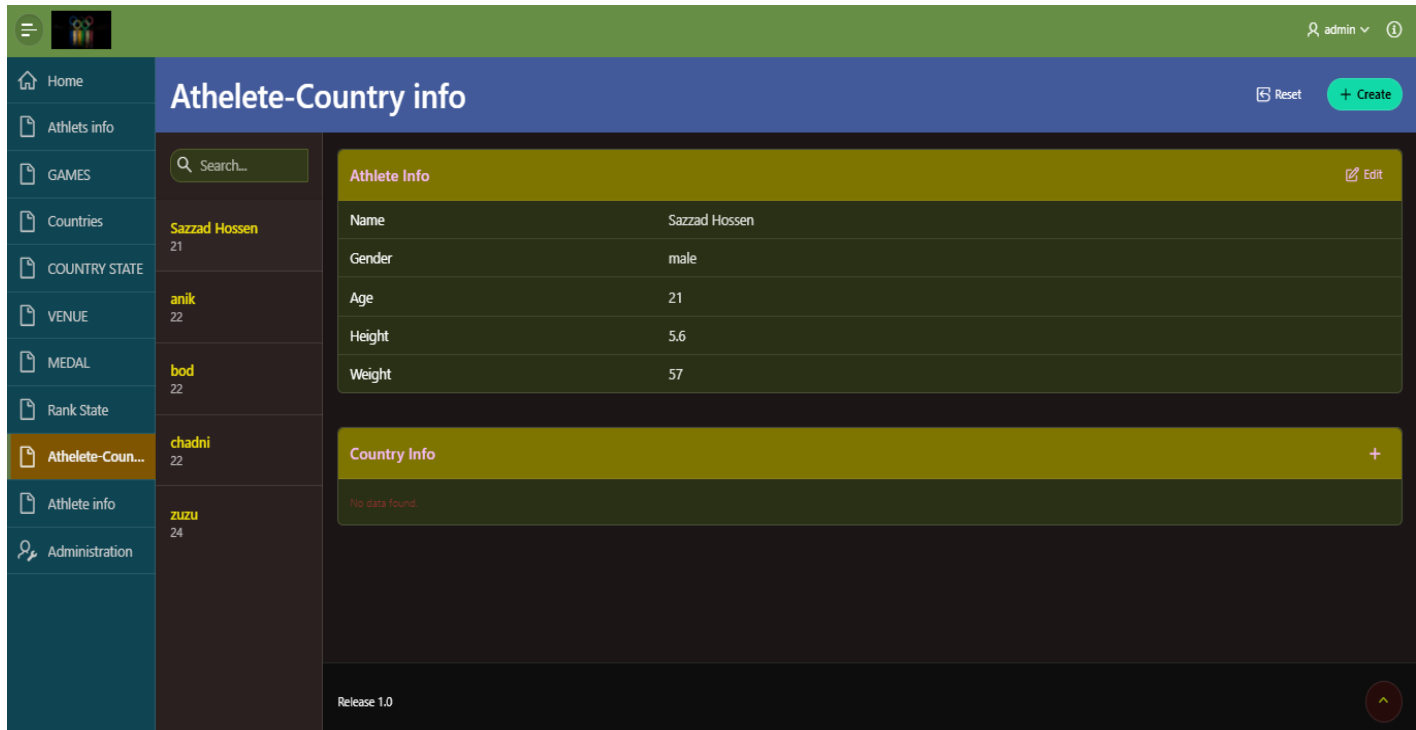 admin
Home
Athlets info
GAMES
Countries
COUNTRY STATE
VENUE
MEDAL
Rank State
Athelete-Coun...
Athlete info
Administration
Athelete-Country info
Reset
+ Create
Search...
Sazzad Hossen
21
anik
22
bod
22
chadni
22
zuzu
24
Athlete Info
Edit
Name Sazzad Hossen
Gender male
Age 21
Height 5.6
Weight 57
Country Info +
No data found.
Release 1.0